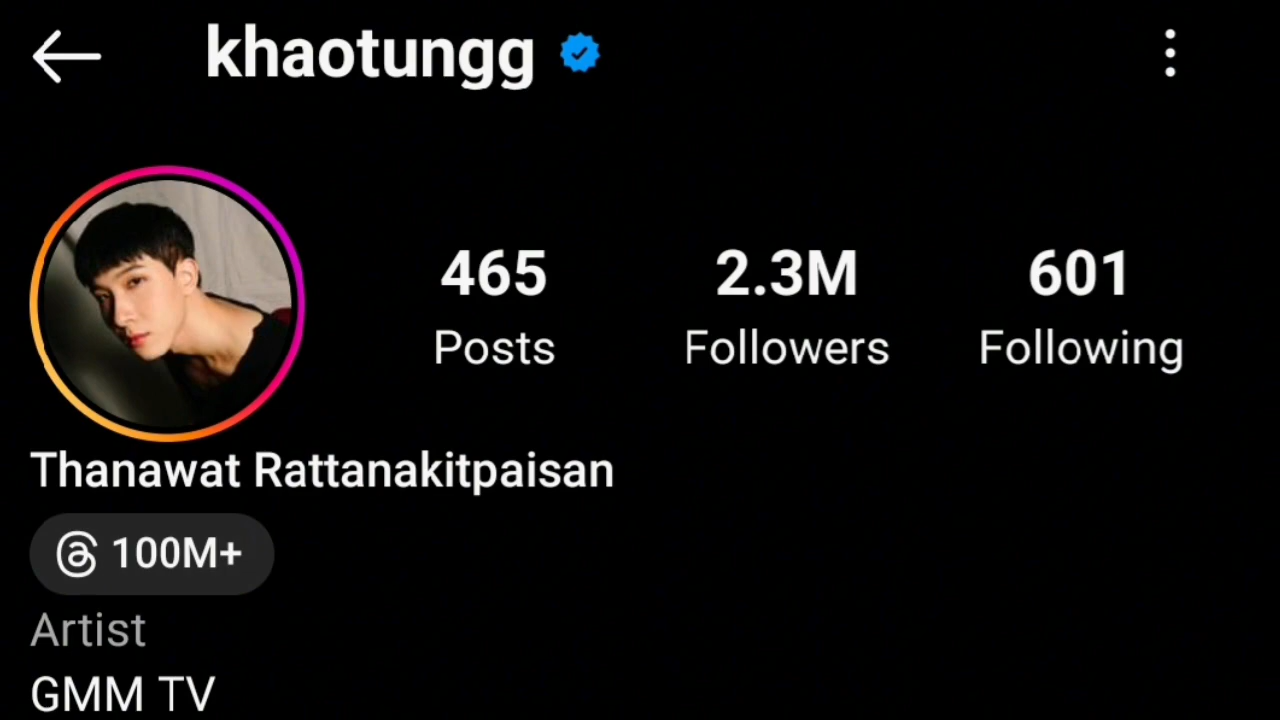 khaotungg
465 2.3M 601
Posts Followers Following
Thanawat Rattanakitpaisan
100M+
Artist
GMM TV